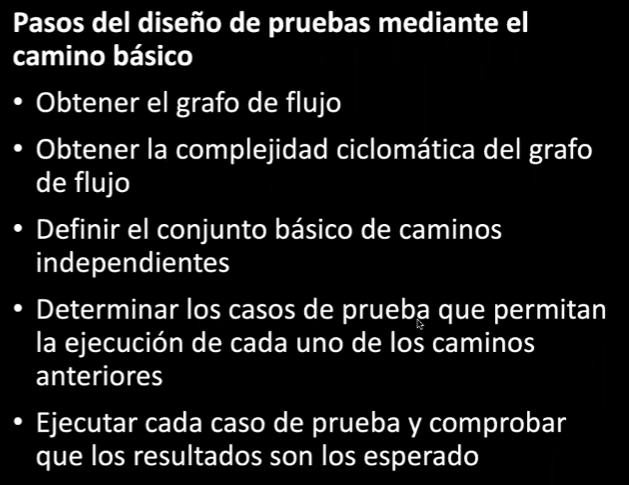 Pasos del diseño de pruebas mediante el
camino básico
• Obtener el grafo de flujo
• Obtener la complejidad ciclomática del grafo
de flujo
• Definir el conjunto básico de caminos
independientes
• Determinar los casos de prueba que permitan
la ejecución de cada uno de los caminos
anteriores
• Ejecutar cada caso de prueba y comprobar
que los resultados son los esperado